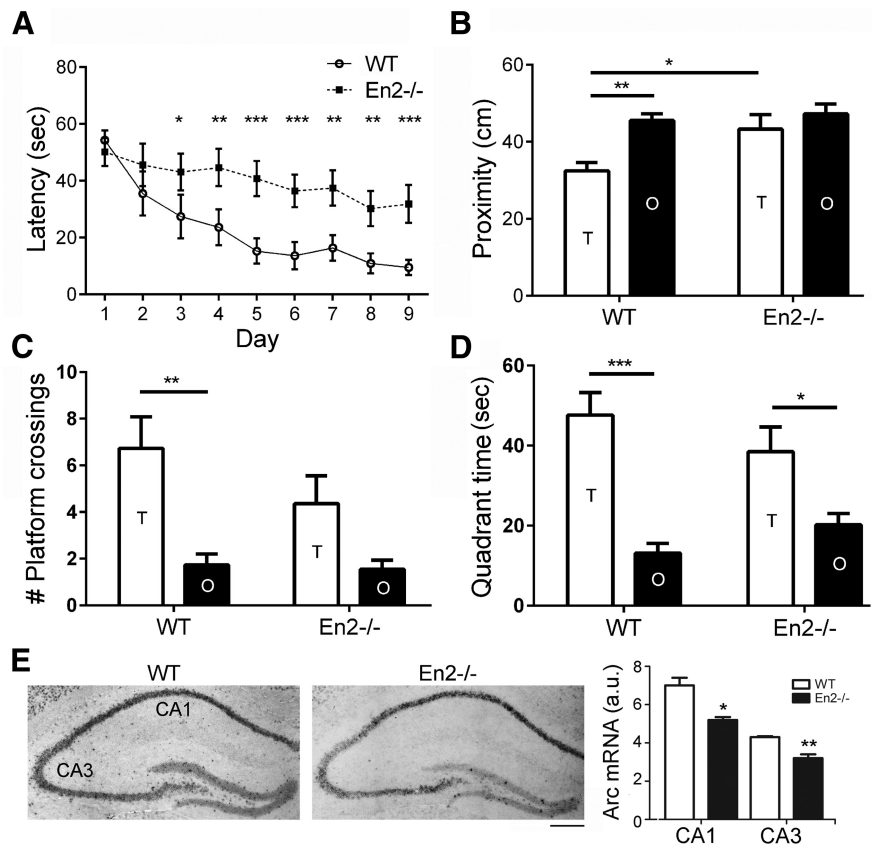 A
Latency (sec)
80
60
40
20
0
WT
En2-/-
* ** *** *** ** ** ***
1 2 3 4 5 6 7 8 9
Day
B
Proximity (cm)
60
40
20
0
*
**
T O T O
WT En2-/-
C
# Platform crossings
10
8
6
4
2
0
**
T O T O
WT En2-/-
D
Quadrant time (sec)
60
40
20
0
*** *
T O T O
WT En2-/-
E
WT En2-/-
CA1
CA3
Arc mRNA (a.u.)
8
6
4
2
0
WT
En2-/-
* **
CA1 CA3